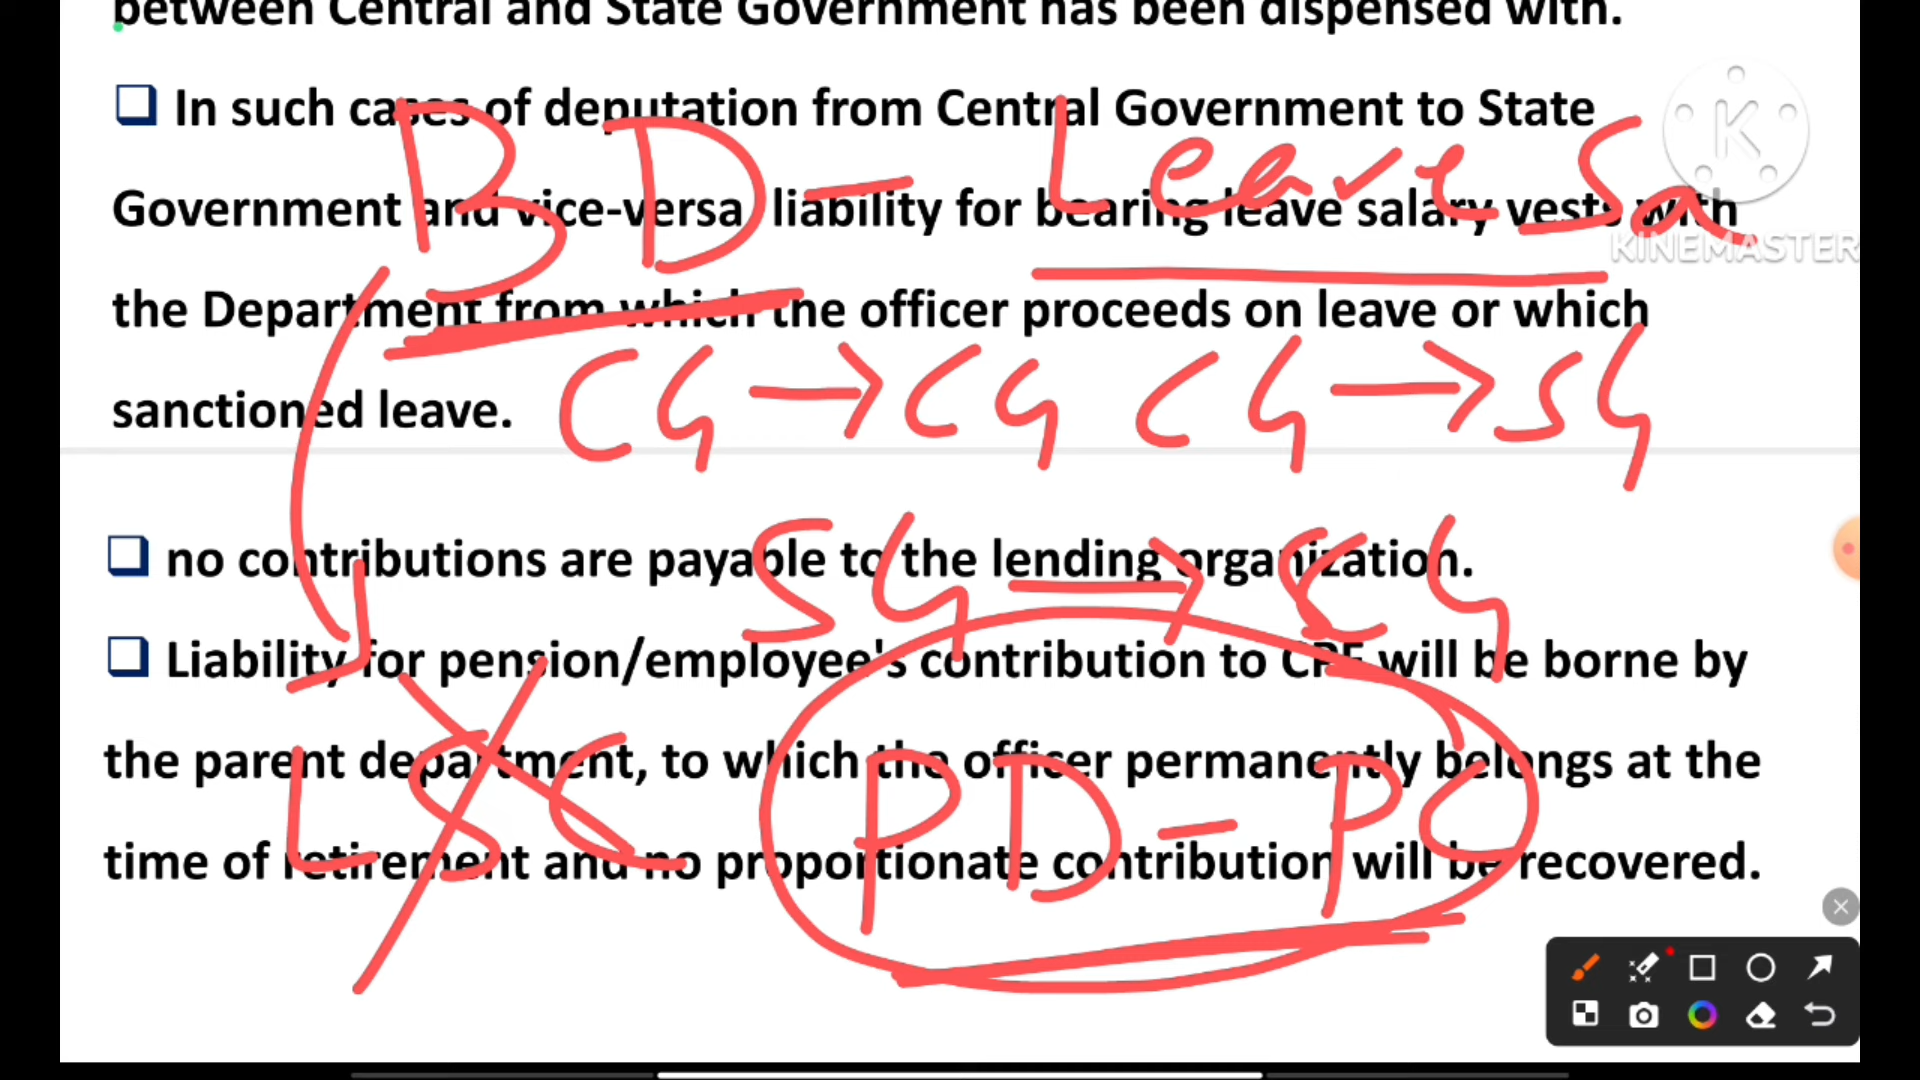 between Central and State Government has been dispensed with.
In such cases of deputation from Central Government to State
Government and vice-versa liability for bearing leave salary vests with
the Department from which the officer proceeds on leave or which
sanctioned leave.
no contributions are payable to the lending organization.
Liability for pension/employee's contribution to CPF will be borne by
the parent department, to which the officer permanently belongs at the
time of retirement and no proportionate contribution will be recovered.
BD - Leave Sa
CG → CG CG → SG
SG → CG
LSC PD - PC
K
KINEMASTER